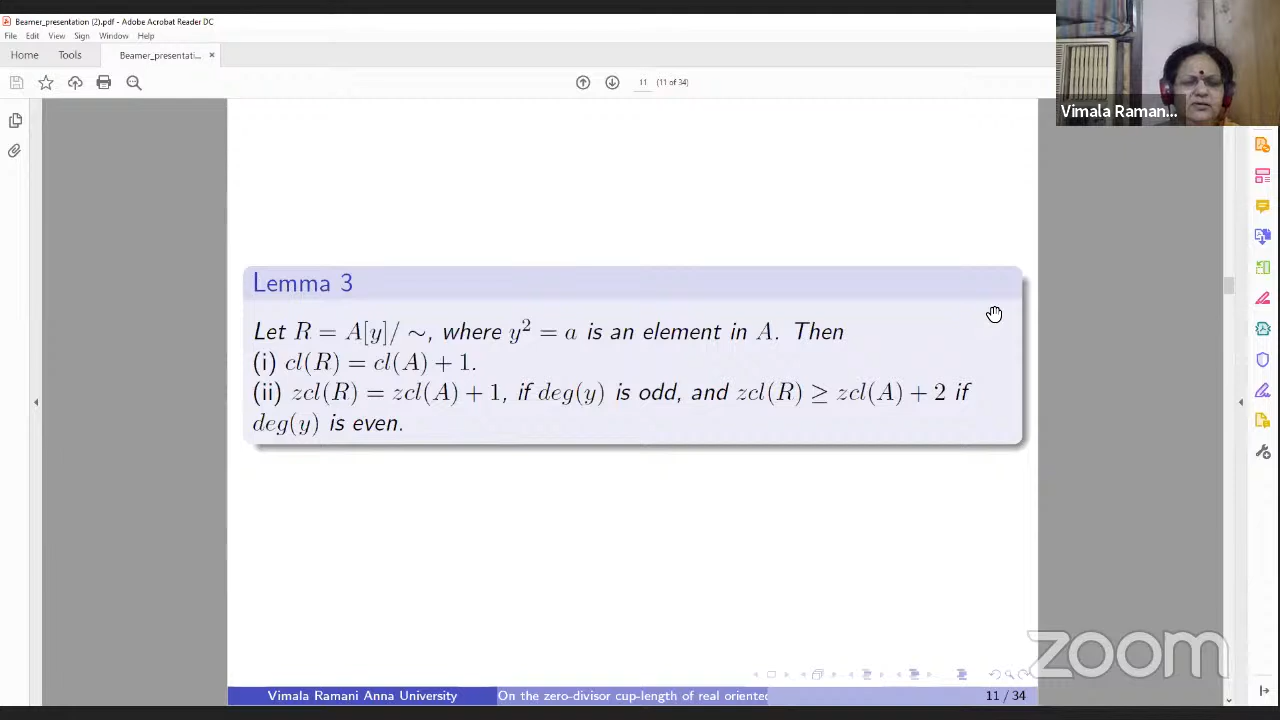 Beamer_presentation (2).pdf - Adobe Acrobat Reader DC
File Edit View Sign Window Help
Home Tools Beamer_presentati... ×
11 (11 of 34)
Vimala Raman...
Lemma 3
Let R = A[y]/ ∼, where y² = a is an element in A. Then
(i) cl(R) = cl(A) + 1.
(ii) zcl(R) = zcl(A) + 1, if deg(y) is odd, and zcl(R) ≥ zcl(A) + 2 if
deg(y) is even.
zoom
Vimala Ramani Anna University On the zero-divisor cup-length of real oriented 11 / 34